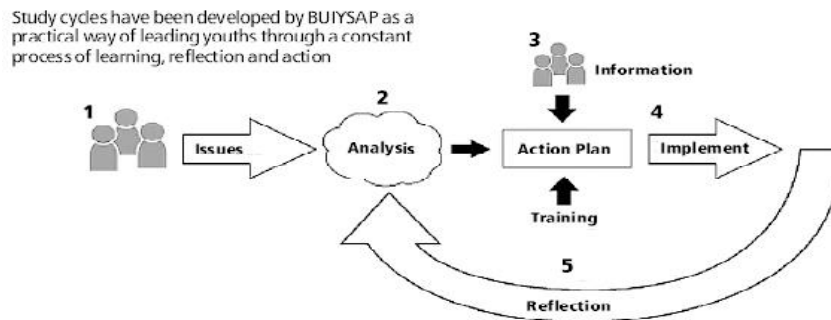 Study cycles have been developed by BUIYSAP as a
practical way of leading youths through a constant
process of learning, reflection and action
1
Issues
2
Analysis
3
Information
Action Plan
Training
4
Implement
5
Reflection